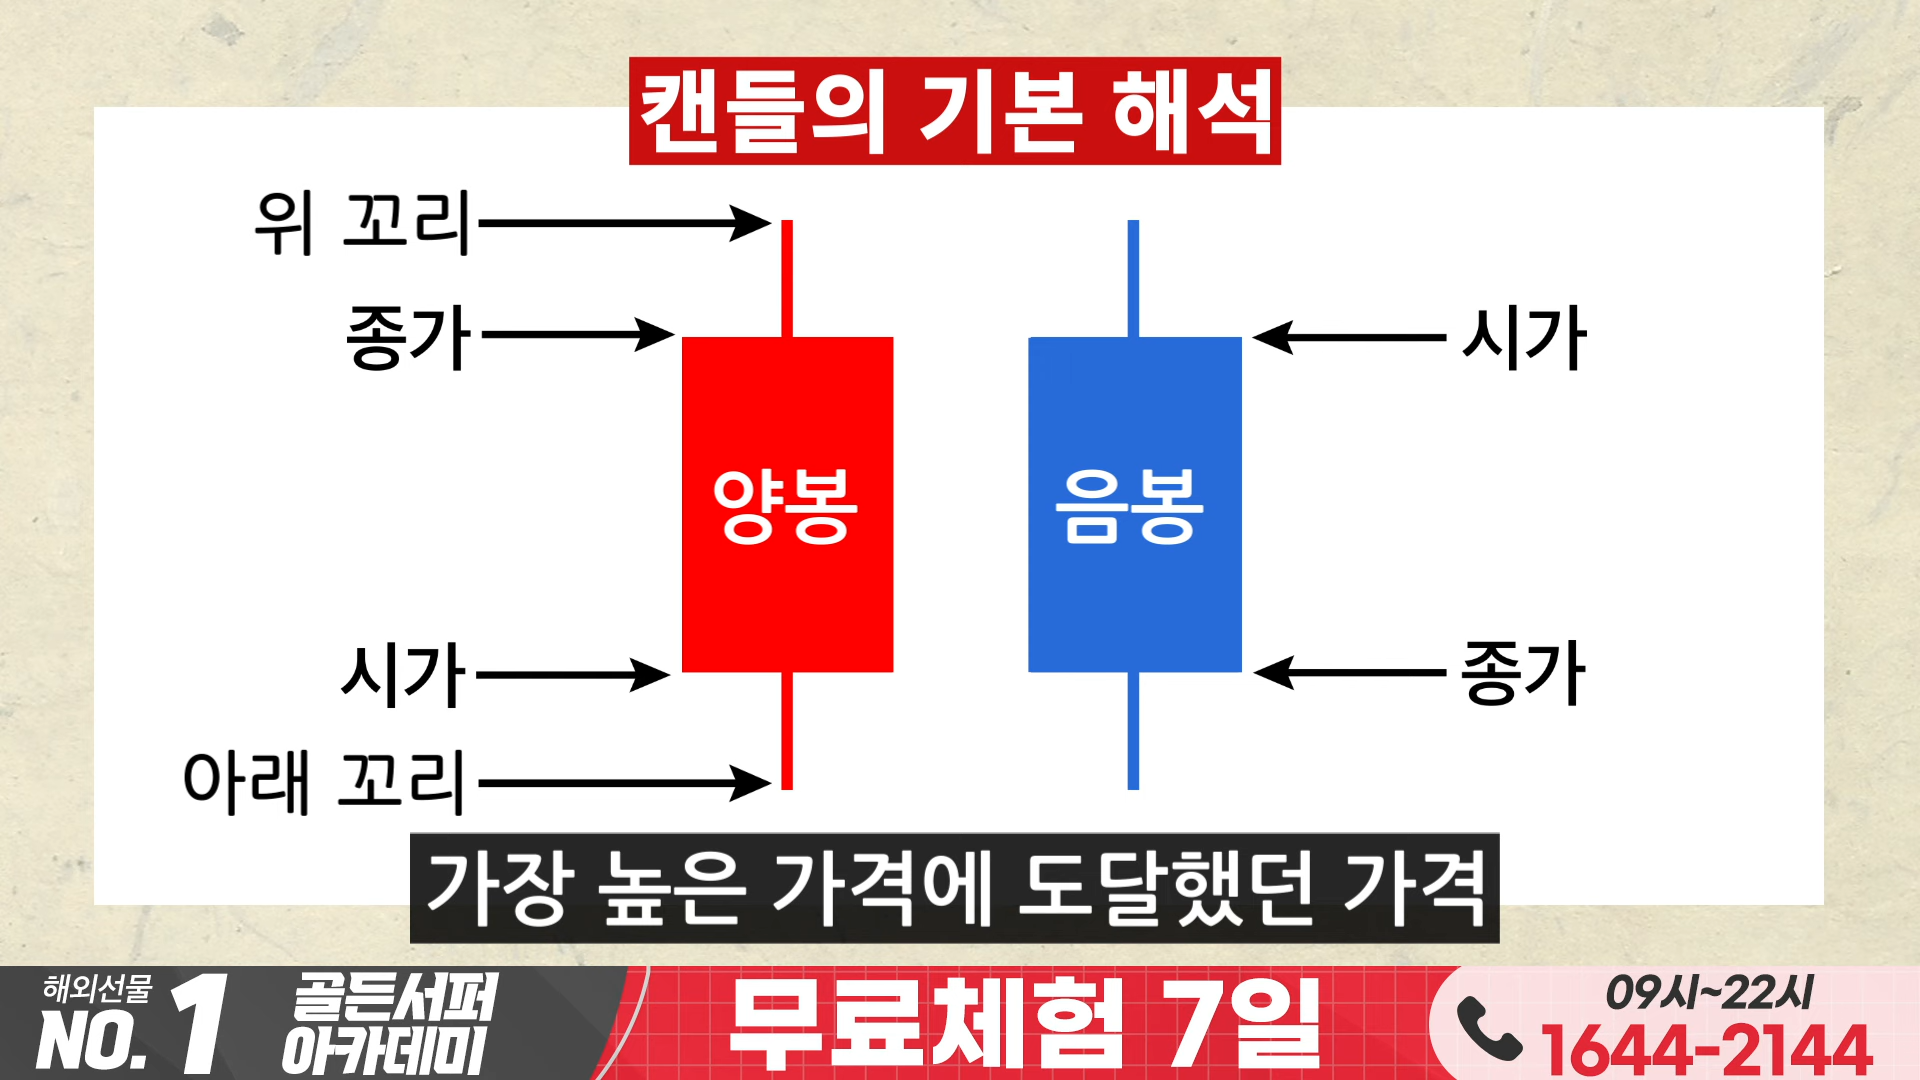 캔들의 기본 해석
위 꼬리
종가
시가
양봉
음봉
시가
종가
아래 꼬리
가장 높은 가격에 도달했던 가격
해외선물
NO.1
골든서퍼
아카데미
무료체험 7일
09시~22시
1644-2144